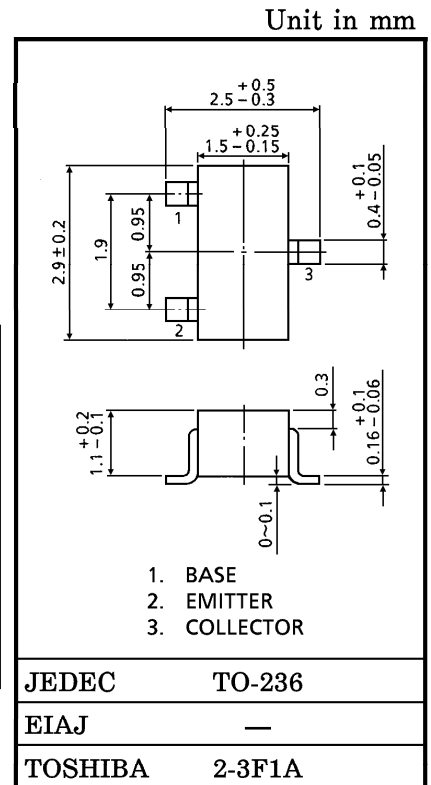 Unit in mm
+0.5
2.5 – 0.3
+0.25
1.5 – 0.15
2.9 ± 0.2
1.9
0.95
0.95
1
2
3
+0.1
0.4 – 0.05
+0.2
1.1 – 0.1
0.3
+0.1
0.16 – 0.06
0~0.1
1. BASE
2. EMITTER
3. COLLECTOR
JEDEC TO-236
EIAJ —
TOSHIBA 2-3F1A